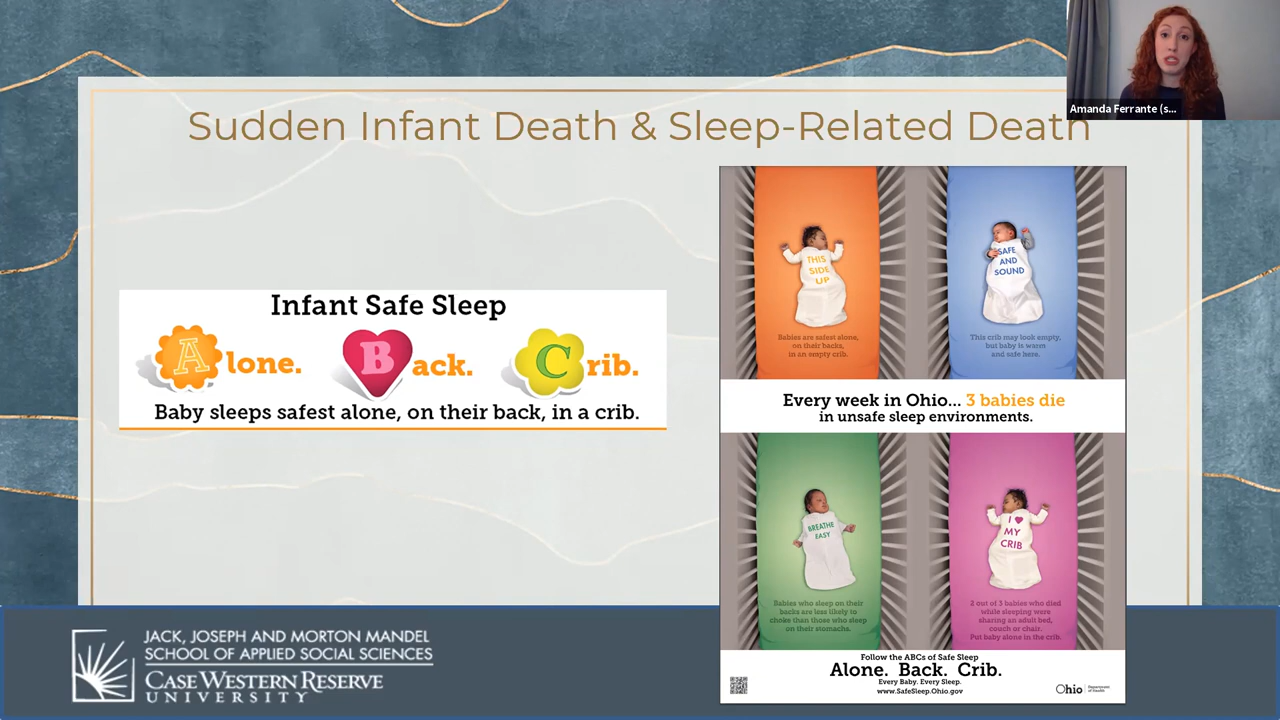 Amanda Ferrante (s...
Sudden Infant Death & Sleep-Related Death
Infant Safe Sleep
Alone. Back. Crib.
Baby sleeps safest alone, on their back, in a crib.
THIS
SIDE
UP
Babies are safest alone,
on their backs,
in an empty crib.
SAFE
AND
SOUND
This crib may look empty,
but baby is warm
and safe here.
Every week in Ohio... 3 babies die
in unsafe sleep environments.
BREATHE
EASY
Babies who sleep on their
backs are less likely to
choke than those who sleep
on their stomachs.
I ♥
MY
CRIB
2 out of 3 babies who died
while sleeping were
sharing an adult bed,
couch or chair.
Put baby alone in the crib.
Follow the ABCs of Safe Sleep
Alone. Back. Crib.
Every Baby. Every Sleep.
www.SafeSleep.Ohio.gov
Ohio Department
of Health
JACK, JOSEPH AND MORTON MANDEL
SCHOOL OF APPLIED SOCIAL SCIENCES
CASE WESTERN RESERVE
UNIVERSITY